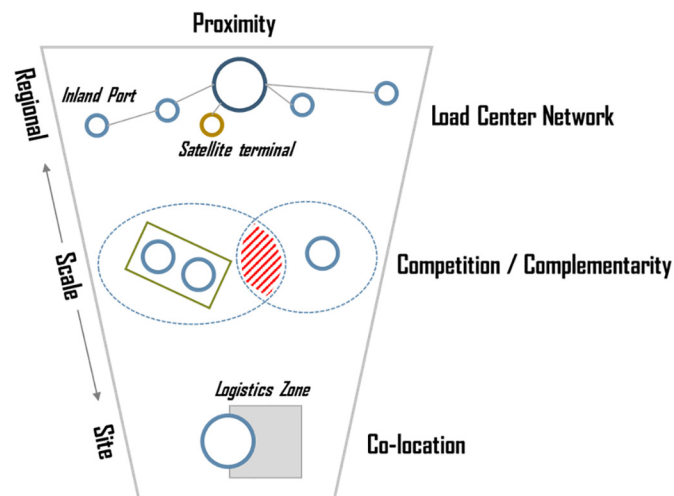 Proximity
Regional
Inland Port
Satellite terminal
Load Center Network
Scale
Competition / Complementarity
Logistics Zone
Site
Co-location